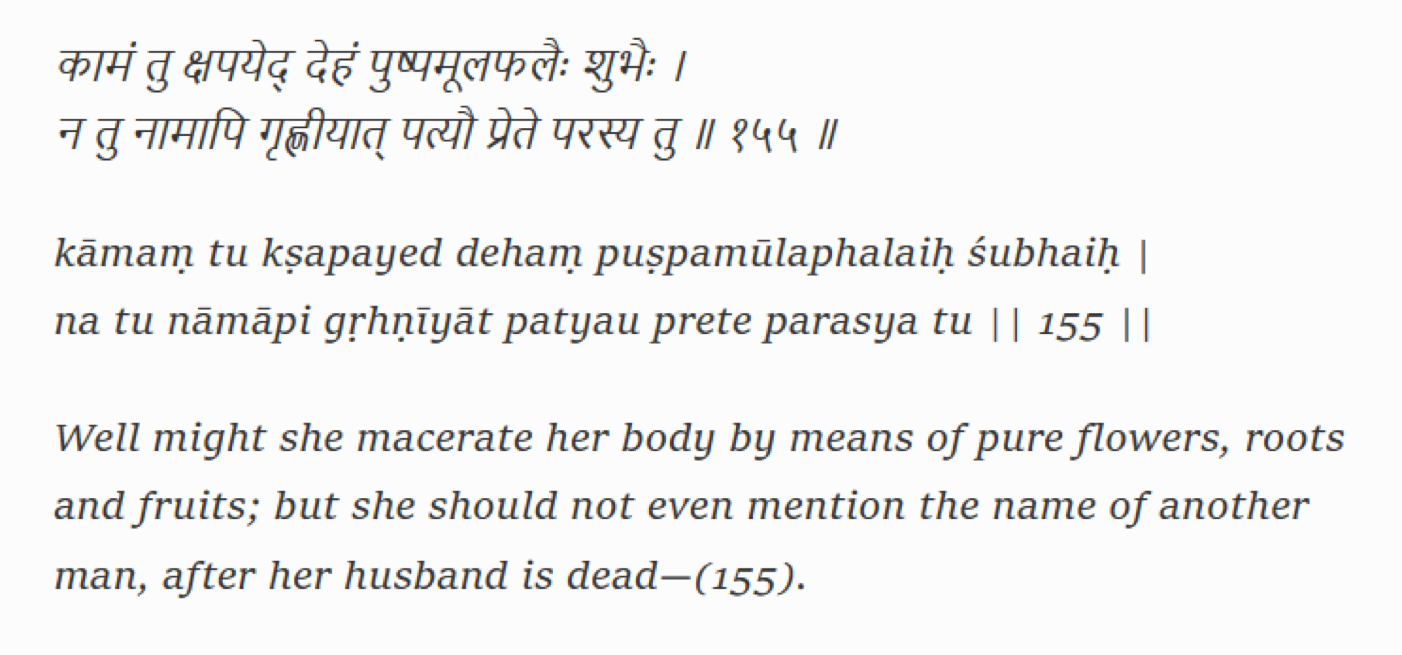 कामं तु क्षपयेद् देहं पुष्पमूलफलैः शुभैः ।
न तु नामापि गृह्णीयात् पत्यौ प्रेते परस्य तु ॥ १५५ ॥
kāmaṃ tu kṣapayed dehaṃ puṣpamūlaphalaiḥ śubhaiḥ |
na tu nāmāpi gṛhṇīyāt patyau prete parasya tu || 155 ||
Well might she macerate her body by means of pure flowers, roots
and fruits; but she should not even mention the name of another
man, after her husband is dead—(155).